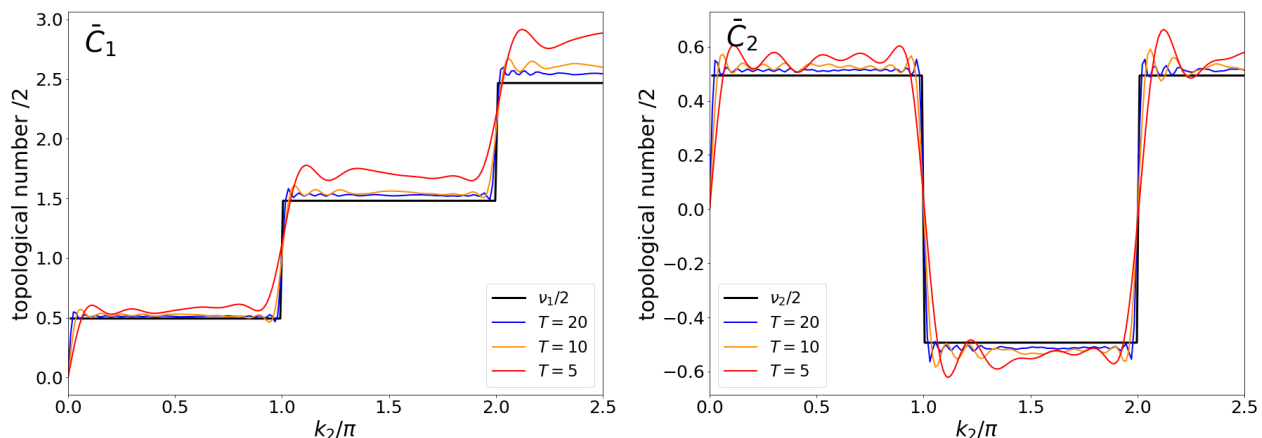 C̄₁
topological number /2
3.0
2.5
2.0
1.5
1.0
0.5
0.0
ν₁/2
T = 20
T = 10
T = 5
0.0 0.5 1.0 1.5 2.0 2.5
k₂/π
C̄₂
topological number /2
0.6
0.4
0.2
0.0
−0.2
−0.4
−0.6
ν₂/2
T = 20
T = 10
T = 5
0.0 0.5 1.0 1.5 2.0 2.5
k₂/π